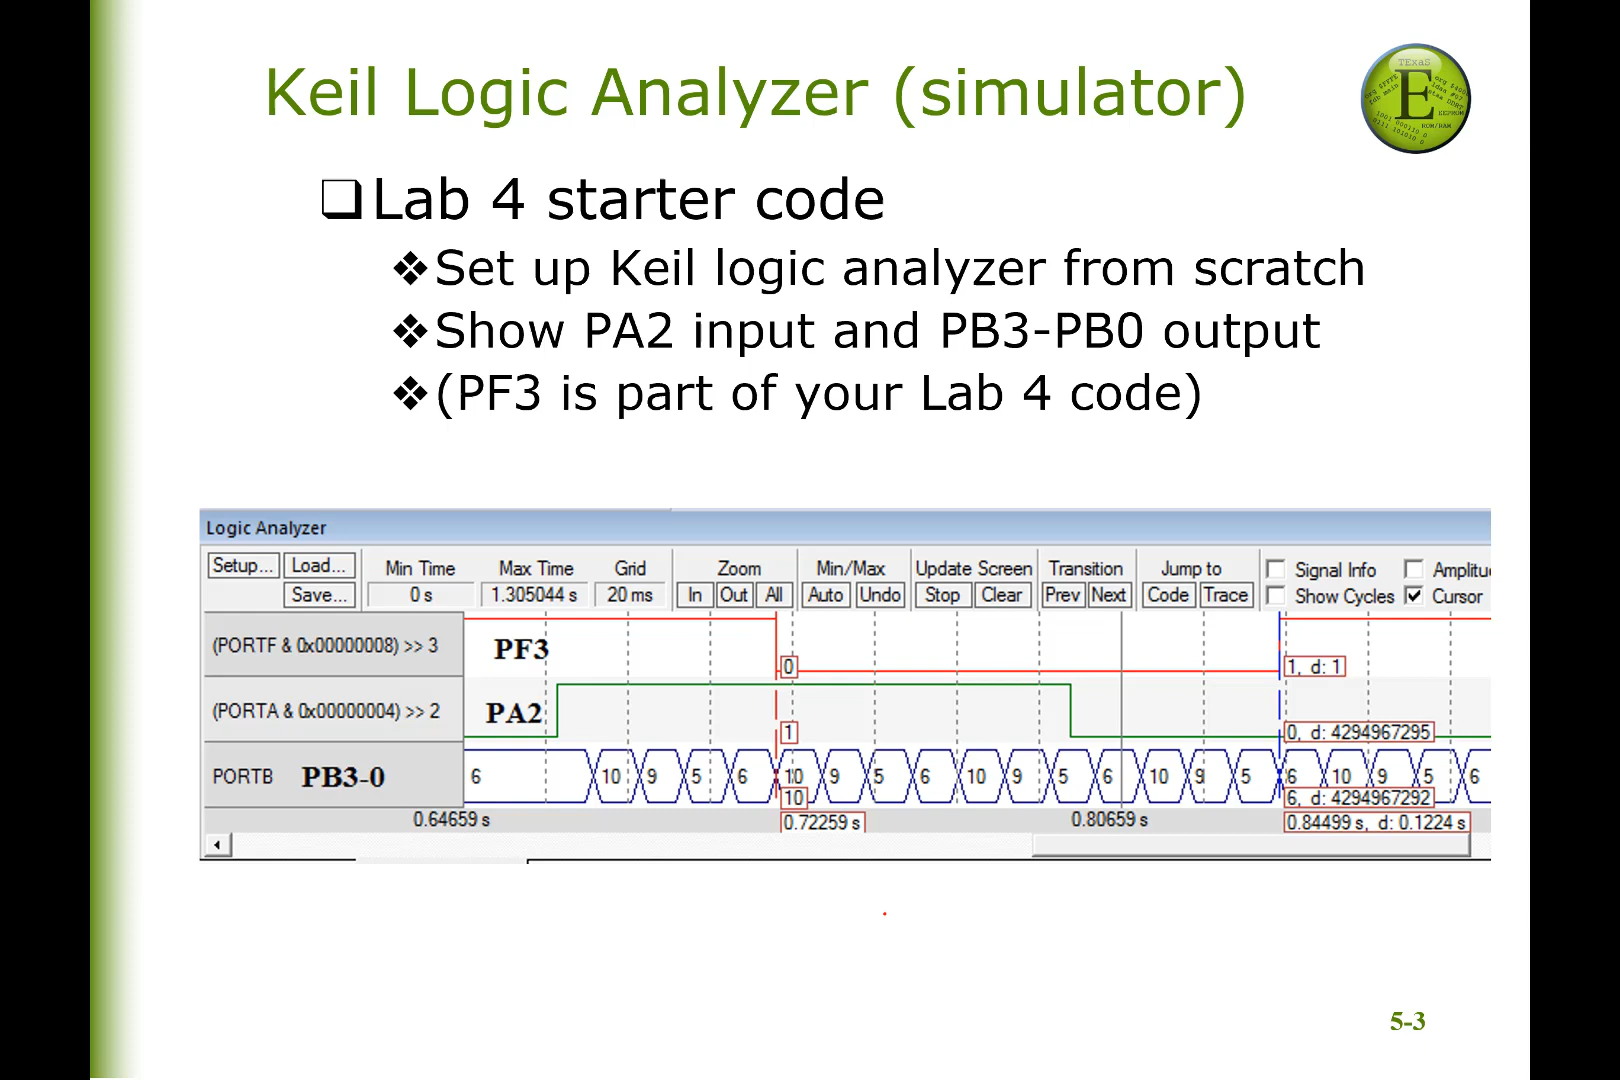 Keil Logic Analyzer (simulator)
TExaS
E
❑Lab 4 starter code
❖Set up Keil logic analyzer from scratch
❖Show PA2 input and PB3-PB0 output
❖(PF3 is part of your Lab 4 code)
Logic Analyzer
Setup... Load... Min Time Max Time Grid Zoom Min/Max Update Screen Transition Jump to Signal Info Amplitu
Save... 0 s 1.305044 s 20 ms In Out All Auto Undo Stop Clear Prev Next Code Trace Show Cycles Cursor
(PORTF & 0x00000008) >> 3 PF3 0 1, d: 1
(PORTA & 0x00000004) >> 2 PA2 1 0, d: 4294967295
PORTB PB3-0 6 10 9 5 6 10 9 5 6 10 9 5 6 10 9 5 6 10 9 5 6
10 6, d: 4294967292
0.64659 s 0.72259 s 0.80659 s 0.84499 s, d: 0.1224 s
5-3